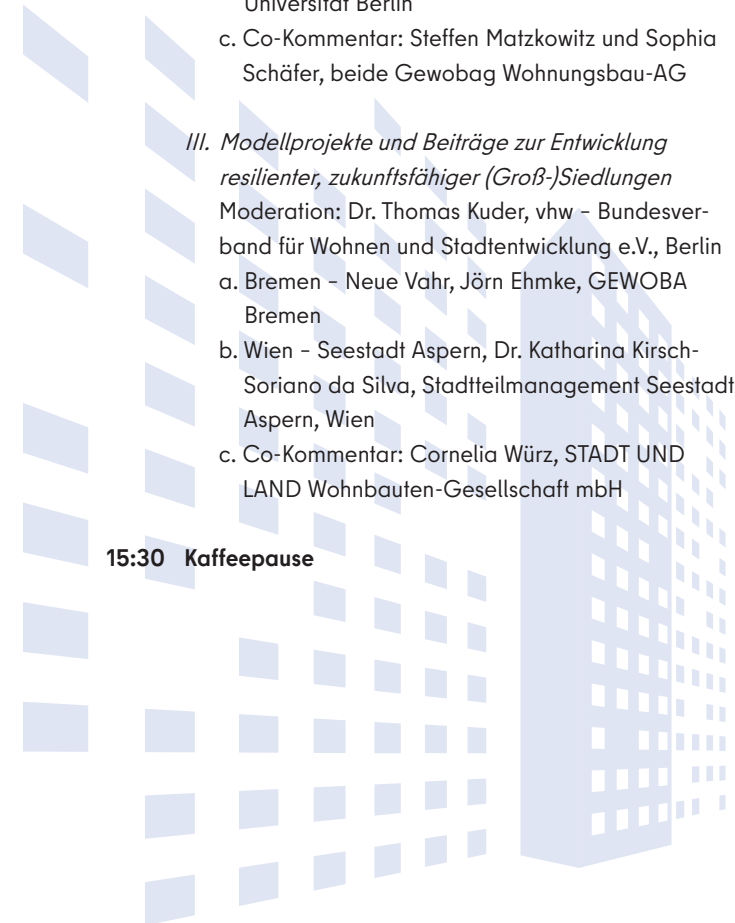 Universität Berlin
c. Co-Kommentar: Steffen Matzkowitz und Sophia
Schäfer, beide Gewobag Wohnungsbau-AG
III. Modellprojekte und Beiträge zur Entwicklung
resilienter, zukunftsfähiger (Groß-)Siedlungen
Moderation: Dr. Thomas Kuder, vhw – Bundesver-
band für Wohnen und Stadtentwicklung e.V., Berlin
a. Bremen – Neue Vahr, Jörn Ehmke, GEWOBA
Bremen
b. Wien – Seestadt Aspern, Dr. Katharina Kirsch-
Soriano da Silva, Stadtteilmanagement Seestadt
Aspern, Wien
c. Co-Kommentar: Cornelia Würz, STADT UND
LAND Wohnbauten-Gesellschaft mbH
15:30 Kaffeepause